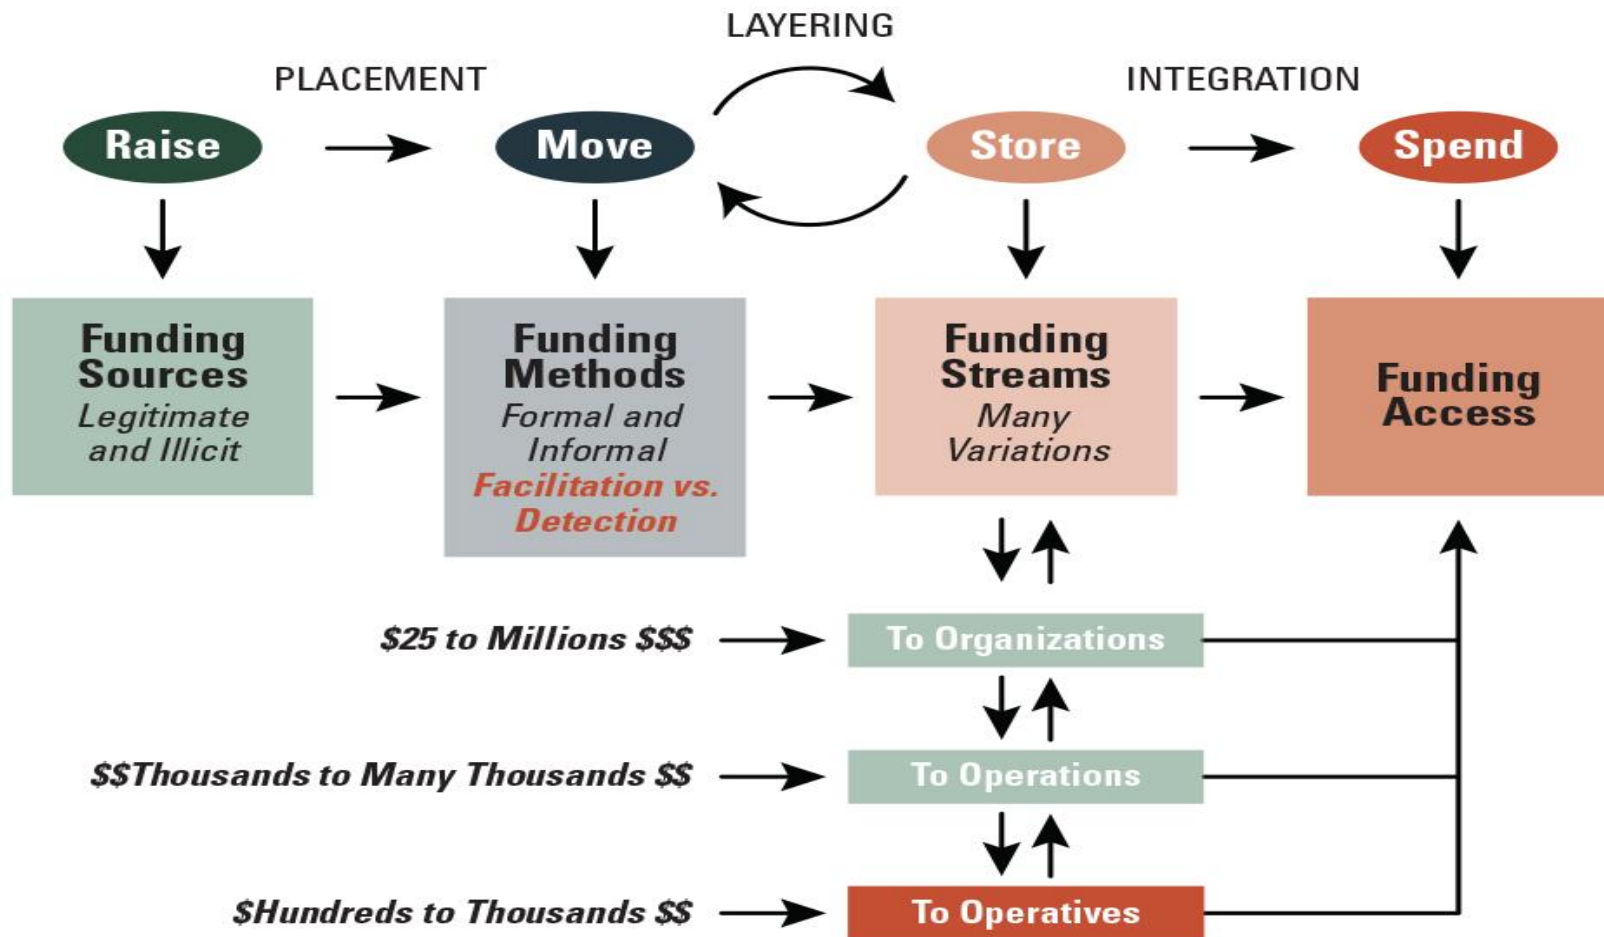 LAYERING
PLACEMENT
INTEGRATION
Raise
Move
Store
Spend
Funding
Sources
Legitimate
and Illicit
Funding
Methods
Formal and
Informal
Facilitation vs.
Detection
Funding
Streams
Many
Variations
Funding
Access
$25 to Millions $$$
To Organizations
$$Thousands to Many Thousands $$
To Operations
$Hundreds to Thousands $$
To Operatives